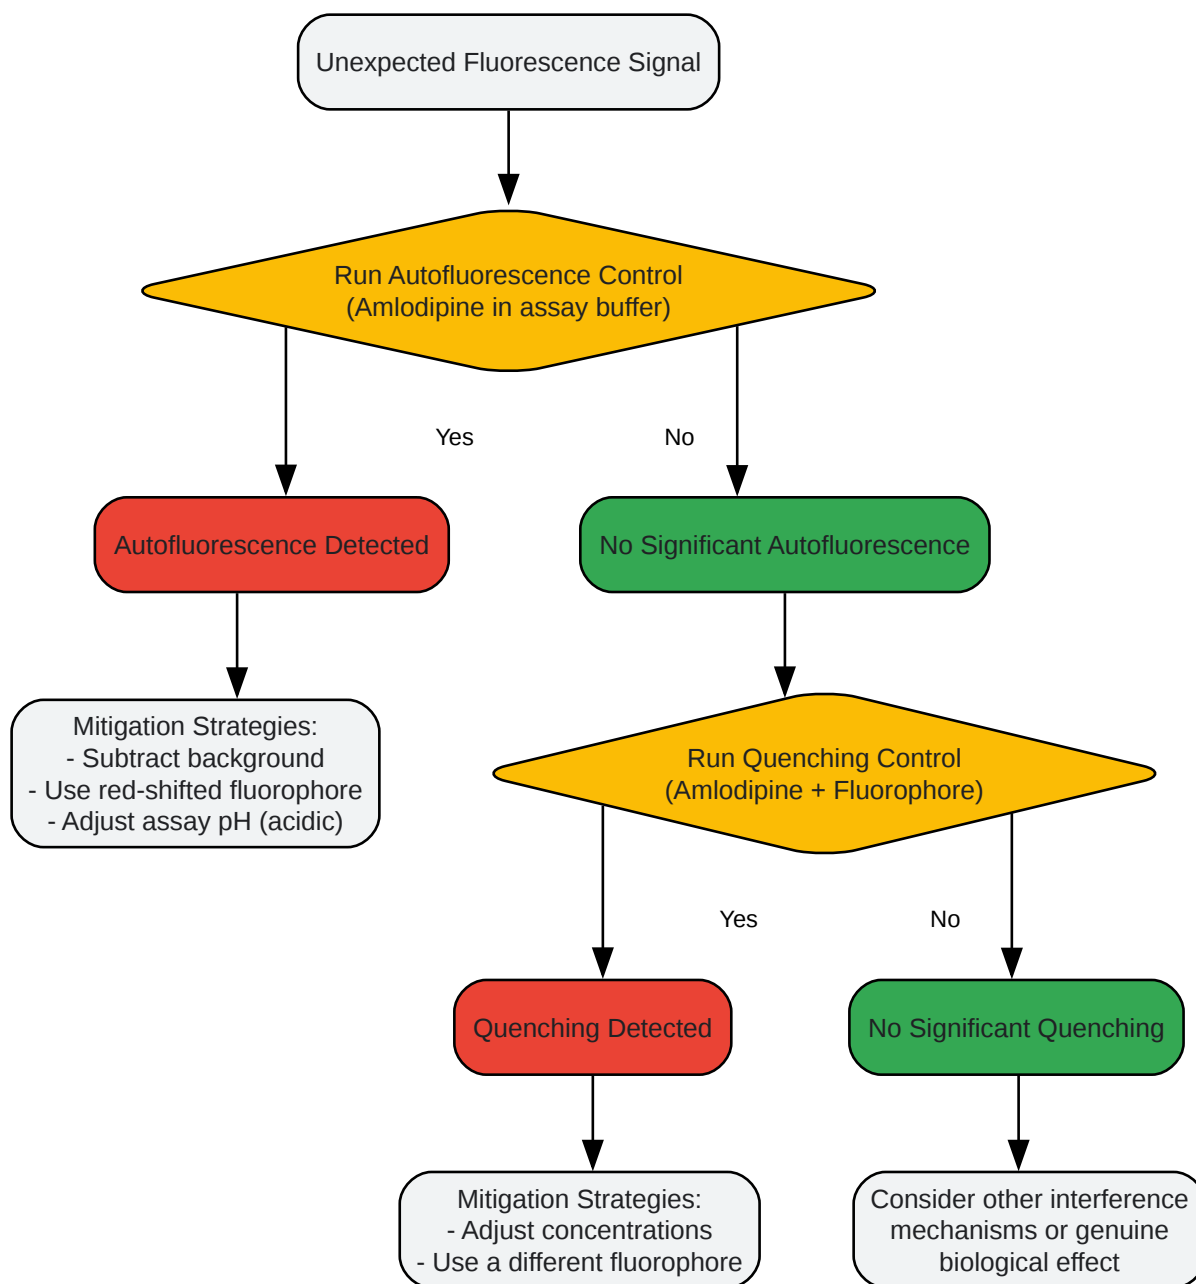 Unexpected Fluorescence Signal
Run Autofluorescence Control
(Amlodipine in assay buffer)
Yes
No
Autofluorescence Detected
No Significant Autofluorescence
Mitigation Strategies:
- Subtract background
- Use red-shifted fluorophore
- Adjust assay pH (acidic)
Run Quenching Control
(Amlodipine + Fluorophore)
Yes
No
Quenching Detected
No Significant Quenching
Mitigation Strategies:
- Adjust concentrations
- Use a different fluorophore
Consider other interference
mechanisms or genuine
biological effect